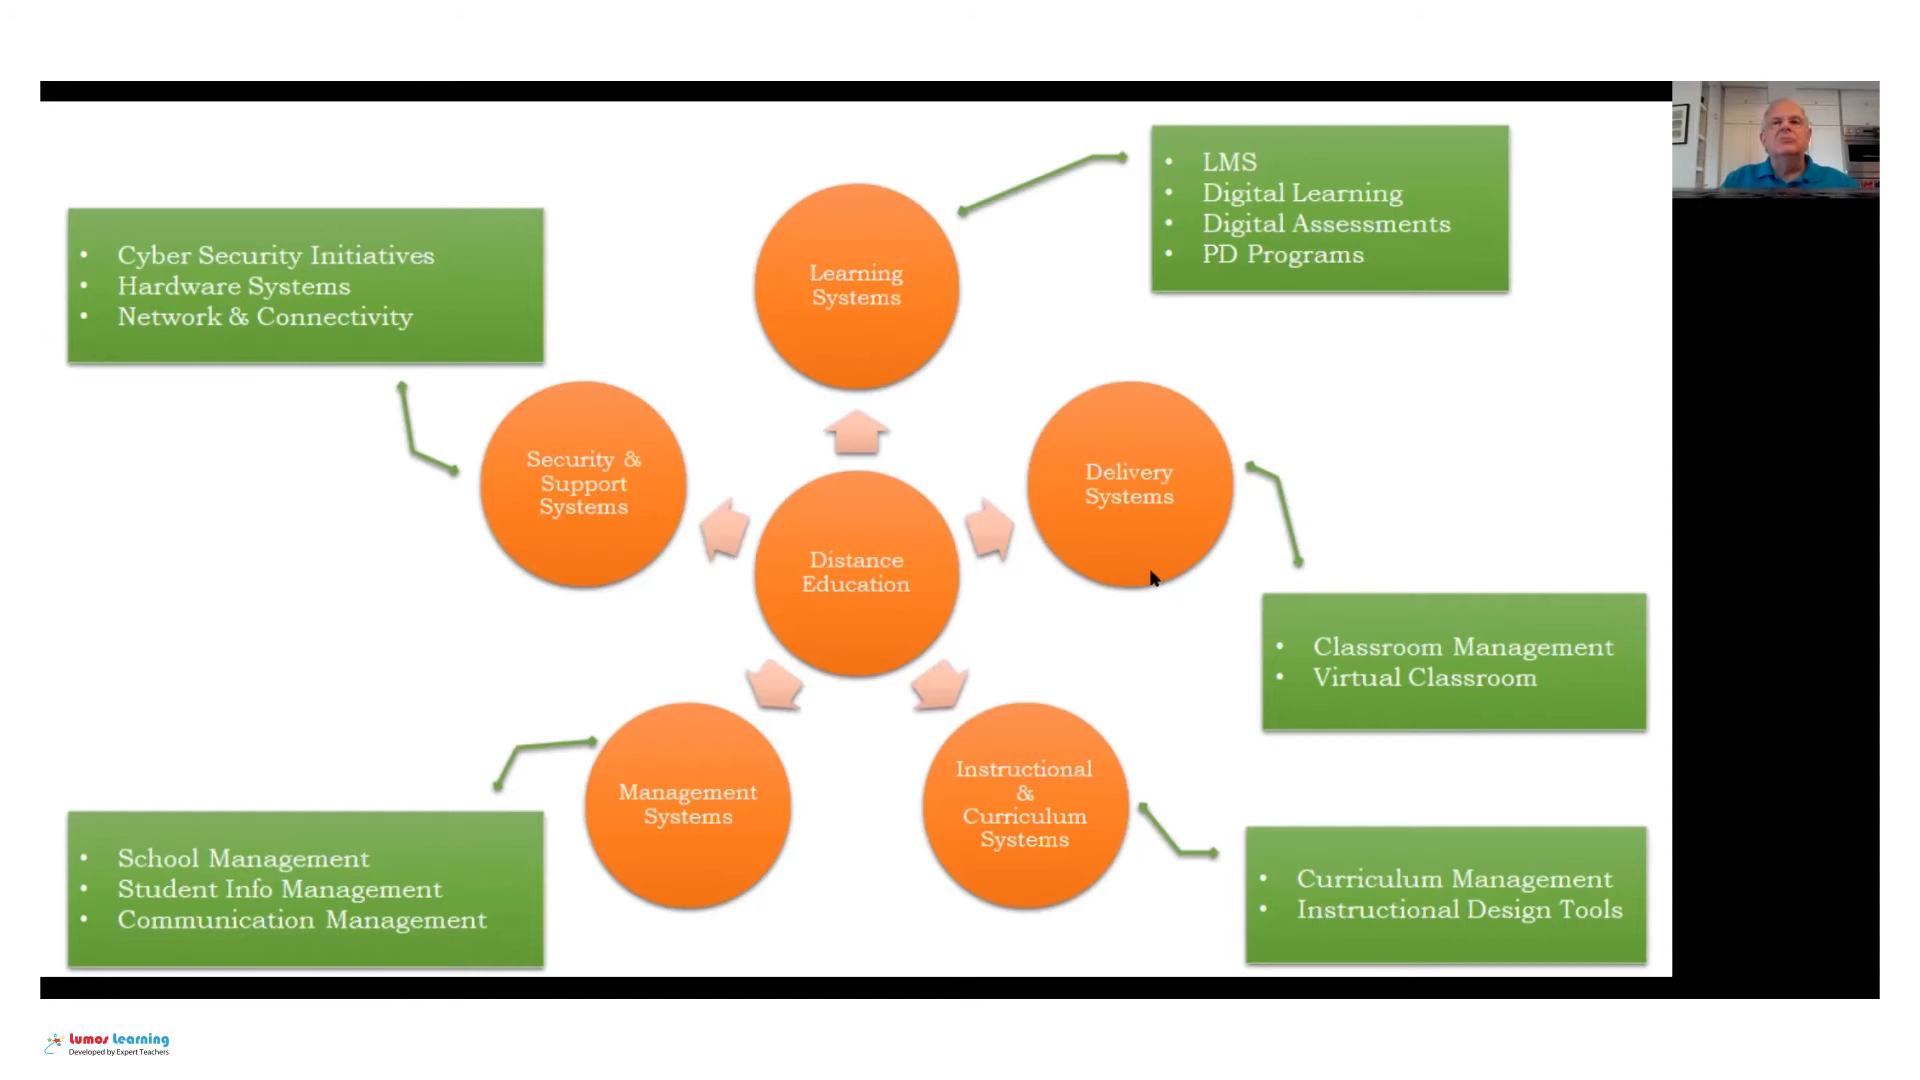 • LMS
• Digital Learning
• Digital Assessments
• PD Programs
• Cyber Security Initiatives
• Hardware Systems
• Network & Connectivity
Learning
Systems
Security &
Support
Systems
Delivery
Systems
Distance
Education
• Classroom Management
• Virtual Classroom
Management
Systems
Instructional
&
Curriculum
Systems
• School Management
• Student Info Management
• Communication Management
• Curriculum Management
• Instructional Design Tools
Lumos Learning
Developed by Expert Teachers